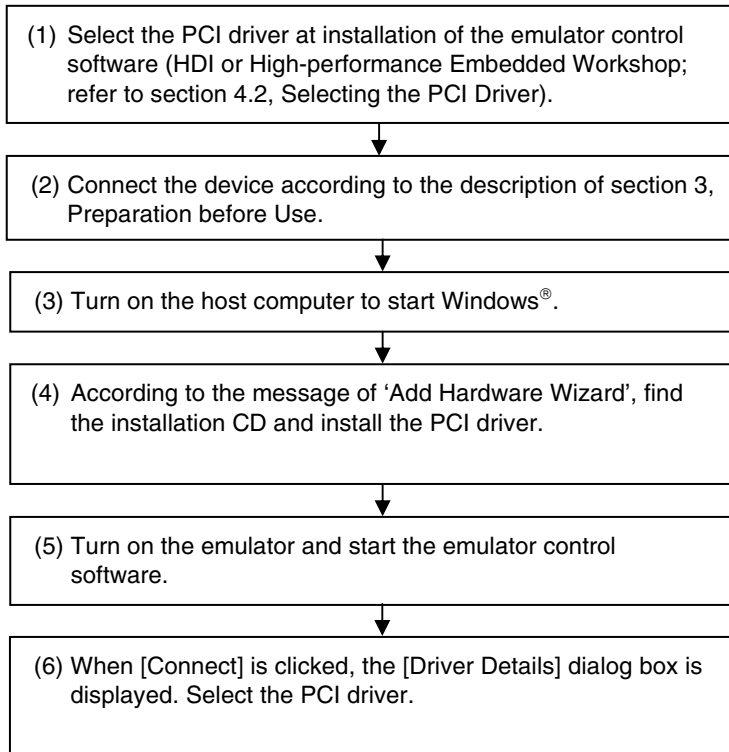 (1) Select the PCI driver at installation of the emulator control
software (HDI or High-performance Embedded Workshop;
refer to section 4.2, Selecting the PCI Driver).
(2) Connect the device according to the description of section 3,
Preparation before Use.
(3) Turn on the host computer to start Windows®.
(4) According to the message of ‘Add Hardware Wizard’, find
the installation CD and install the PCI driver.
(5) Turn on the emulator and start the emulator control
software.
(6) When [Connect] is clicked, the [Driver Details] dialog box is
displayed. Select the PCI driver.